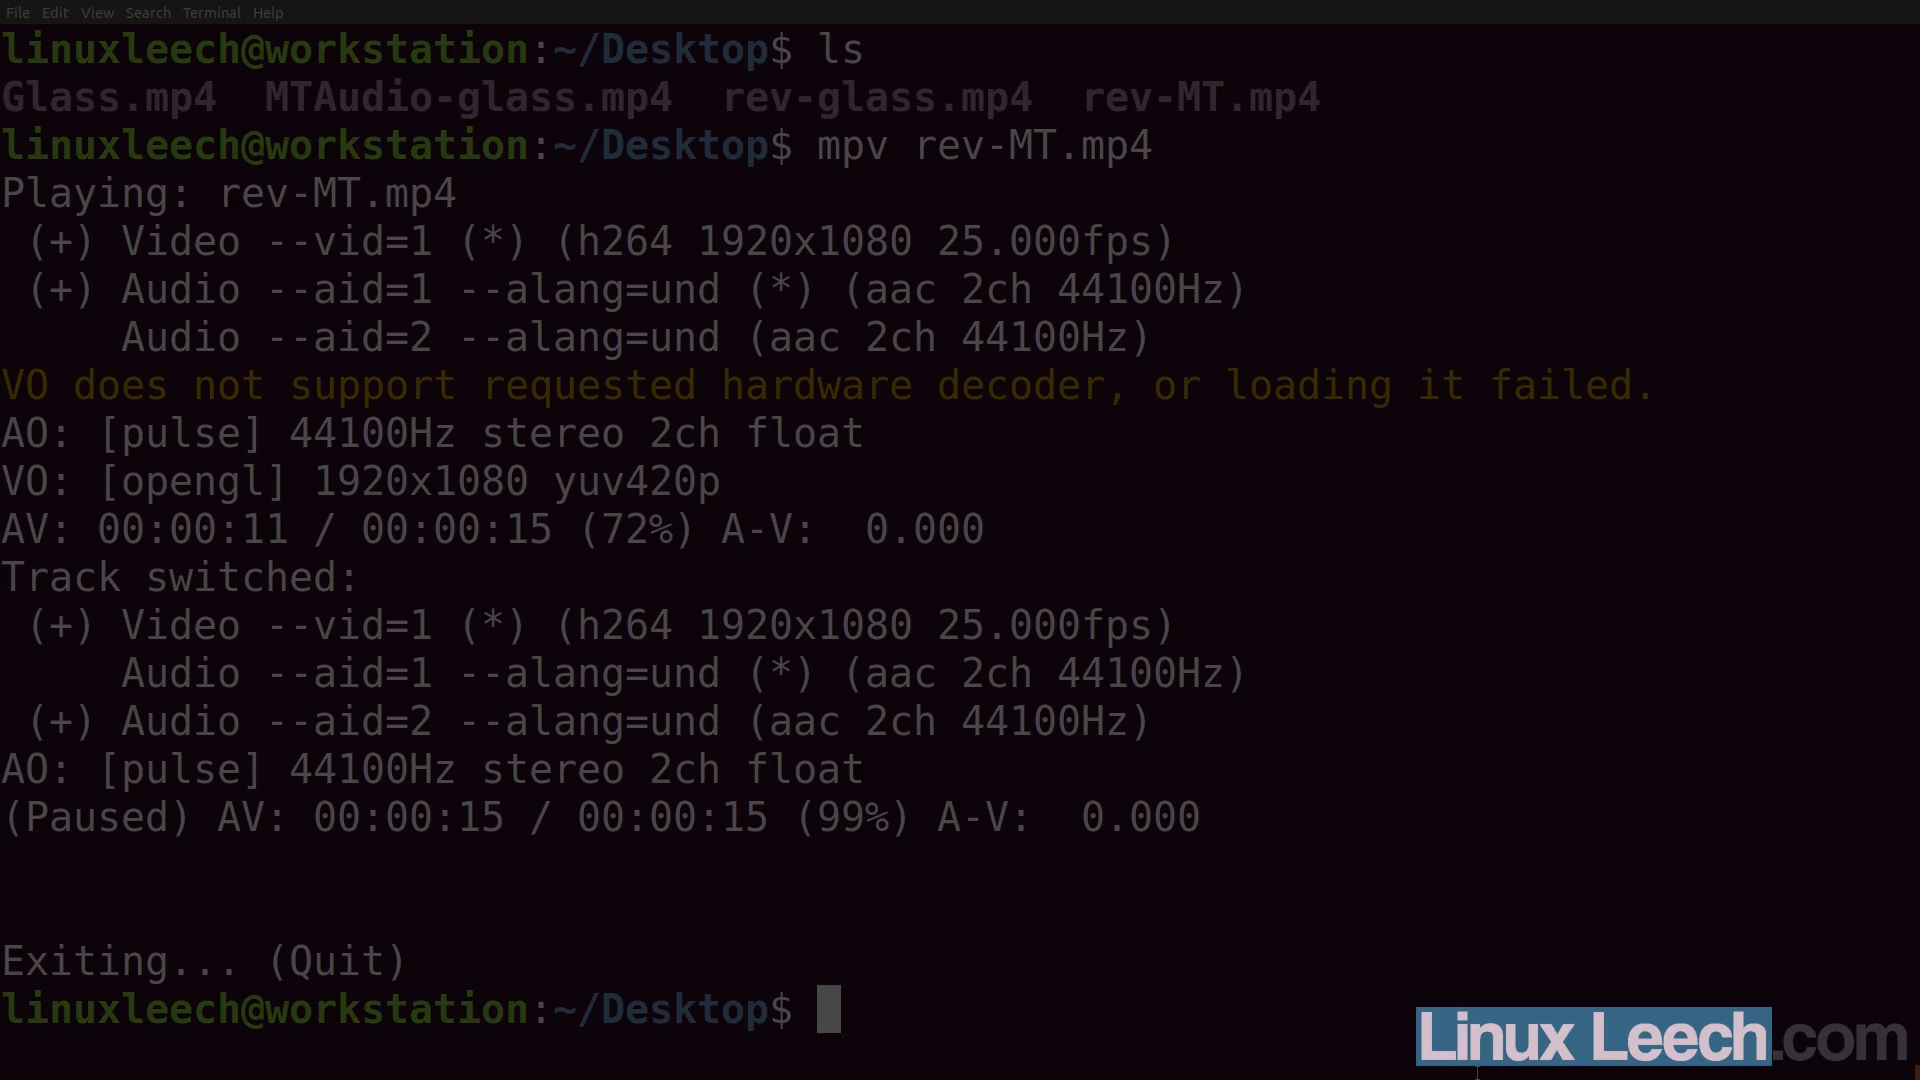 File Edit View Search Terminal Help
linuxleech@workstation:~/Desktop$ ls
Glass.mp4  MTAudio-glass.mp4  rev-glass.mp4  rev-MT.mp4
linuxleech@workstation:~/Desktop$ mpv rev-MT.mp4
Playing: rev-MT.mp4
 (+) Video --vid=1 (*) (h264 1920x1080 25.000fps)
 (+) Audio --aid=1 --alang=und (*) (aac 2ch 44100Hz)
     Audio --aid=2 --alang=und (aac 2ch 44100Hz)
VO does not support requested hardware decoder, or loading it failed.
AO: [pulse] 44100Hz stereo 2ch float
VO: [opengl] 1920x1080 yuv420p
AV: 00:00:11 / 00:00:15 (72%) A-V:  0.000
Track switched:
 (+) Video --vid=1 (*) (h264 1920x1080 25.000fps)
     Audio --aid=1 --alang=und (*) (aac 2ch 44100Hz)
 (+) Audio --aid=2 --alang=und (aac 2ch 44100Hz)
AO: [pulse] 44100Hz stereo 2ch float
(Paused) AV: 00:00:15 / 00:00:15 (99%) A-V:  0.000
Exiting... (Quit)
linuxleech@workstation:~/Desktop$
Linux Leech.com